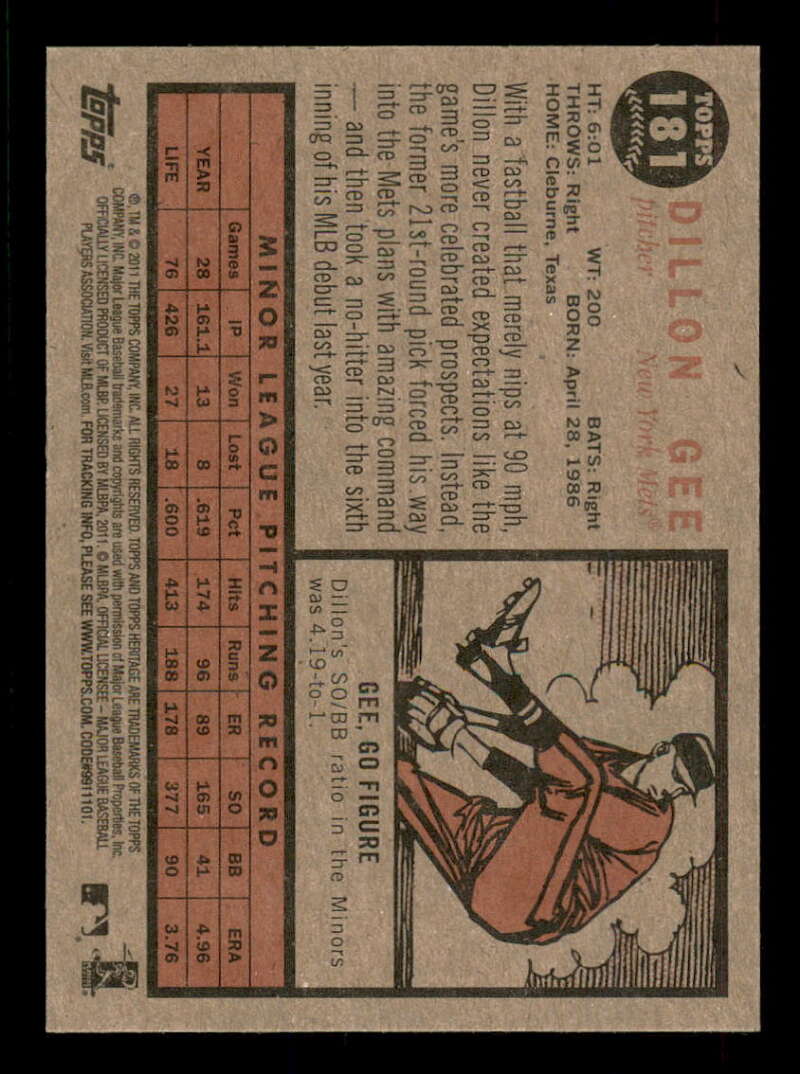 TOPPS
181
DILLON GEE
pitcher New York Mets®
HT: 6:01 WT: 200 BATS: Right
THROWS: Right BORN: April 28, 1986
HOME: Cleburne, Texas
With a fastball that merely nips at 90 mph,
Dillon never created expectations like the
game's more celebrated prospects. Instead,
the former 21st-round pick forced his way
into the Mets plans with amazing command
— and then took a no-hitter into the sixth
inning of his MLB debut last year.
GEE, GO FIGURE
Dillon's SO/BB ratio in the Minors
was 4.19-to-1.
MINOR LEAGUE PITCHING RECORD
Games IP Won Lost Pct Hits Runs ER SO BB ERA
YEAR 28 161.1 13 8 .619 174 96 89 165 41 4.96
LIFE 76 426 27 18 .600 413 188 178 377 90 3.76
topps®
®, TM & © 2011 THE TOPPS COMPANY, INC. ALL RIGHTS RESERVED. TOPPS AND TOPPS HERITAGE ARE TRADEMARKS OF THE TOPPS
COMPANY, INC. Major League Baseball trademarks and copyrights are used with permission of Major League Baseball Properties, Inc.
OFFICIALLY LICENSED PRODUCT OF MLBP. LICENSED BY MLBPA, 2011. © MLBPA, OFFICIAL LICENSEE – MAJOR LEAGUE BASEBALL
PLAYERS ASSOCIATION. Visit MLB.com. FOR TRACKING INFO, PLEASE SEE WWW.TOPPS.COM. CODE#9911101.